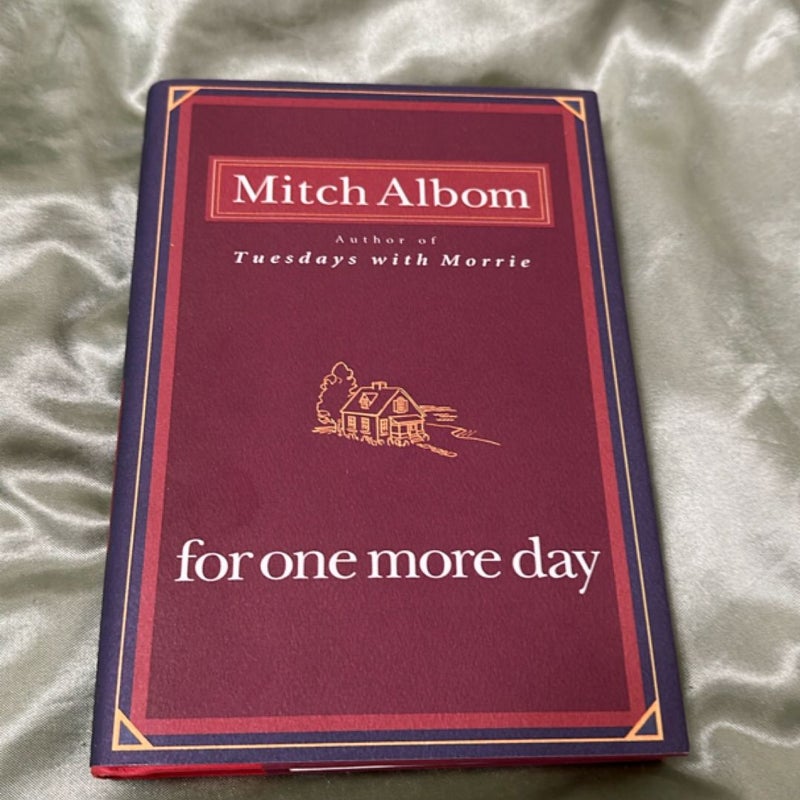 Mitch Albom
Author of
Tuesdays with Morrie
for one more day